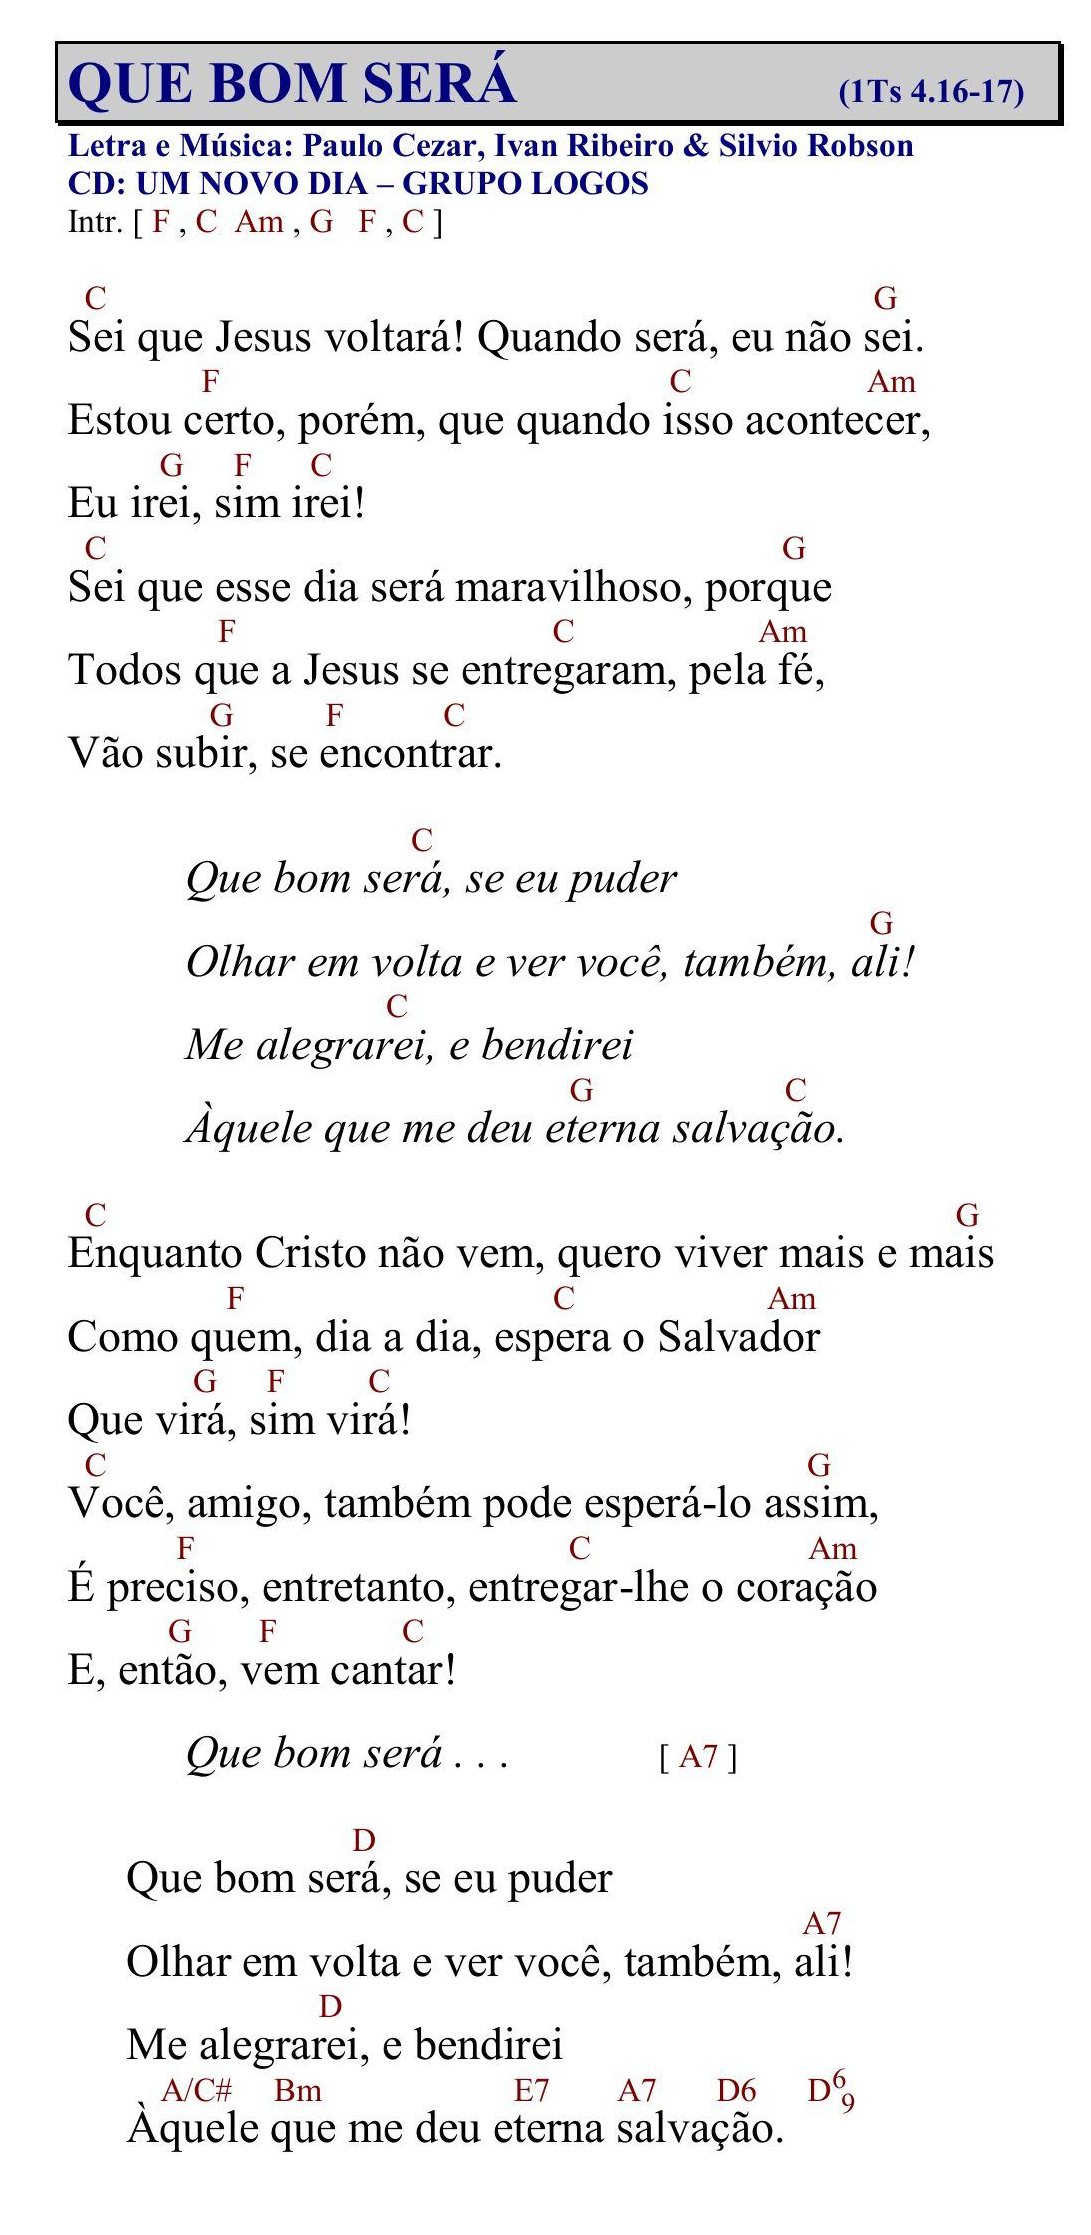 QUE BOM SERÁ (1Ts 4.16-17)
Letra e Música: Paulo Cezar, Ivan Ribeiro & Silvio Robson
CD: UM NOVO DIA – GRUPO LOGOS
Intr. [ F , C Am , G F , C ]
C G
Sei que Jesus voltará! Quando será, eu não sei.
F C Am
Estou certo, porém, que quando isso acontecer,
G F C
Eu irei, sim irei!
C G
Sei que esse dia será maravilhoso, porque
F C Am
Todos que a Jesus se entregaram, pela fé,
G F C
Vão subir, se encontrar.
C
Que bom será, se eu puder
G
Olhar em volta e ver você, também, ali!
C
Me alegrarei, e bendirei
G C
Àquele que me deu eterna salvação.
C G
Enquanto Cristo não vem, quero viver mais e mais
F C Am
Como quem, dia a dia, espera o Salvador
G F C
Que virá, sim virá!
C G
Você, amigo, também pode esperá-lo assim,
F C Am
É preciso, entretanto, entregar-lhe o coração
G F C
E, então, vem cantar!
Que bom será . . . [ A7 ]
D
Que bom será, se eu puder
A7
Olhar em volta e ver você, também, ali!
D
Me alegrarei, e bendirei
A/C# Bm E7 A7 D6 D⁶₉
Àquele que me deu eterna salvação.